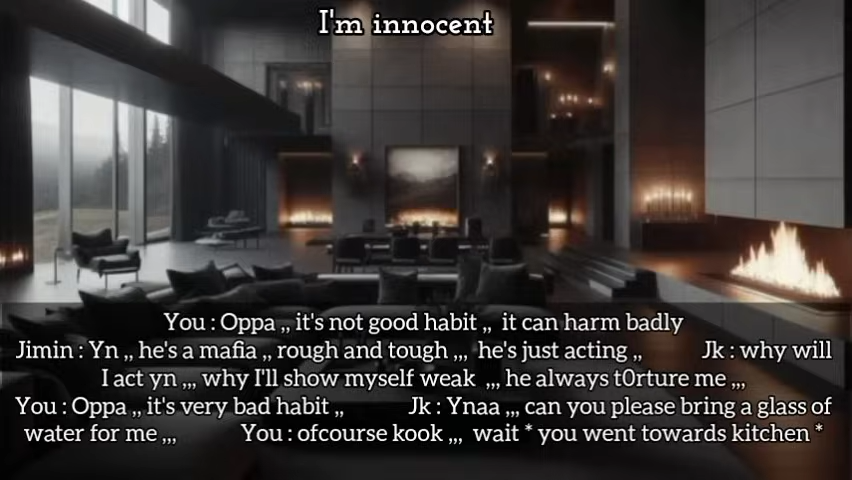 I'm innocent
You : Oppa ,, it's not good habit ,, it can harm badly
Jimin : Yn ,, he's a mafia ,, rough and tough ,,, he's just acting ,, Jk : why will
I act yn ,,, why I'll show myself weak ,,, he always t0rture me ,,,
You : Oppa ,, it's very bad habit ,, Jk : Ynaa ,,, can you please bring a glass of
water for me ,,, You : ofcourse kook ,,, wait * you went towards kitchen *